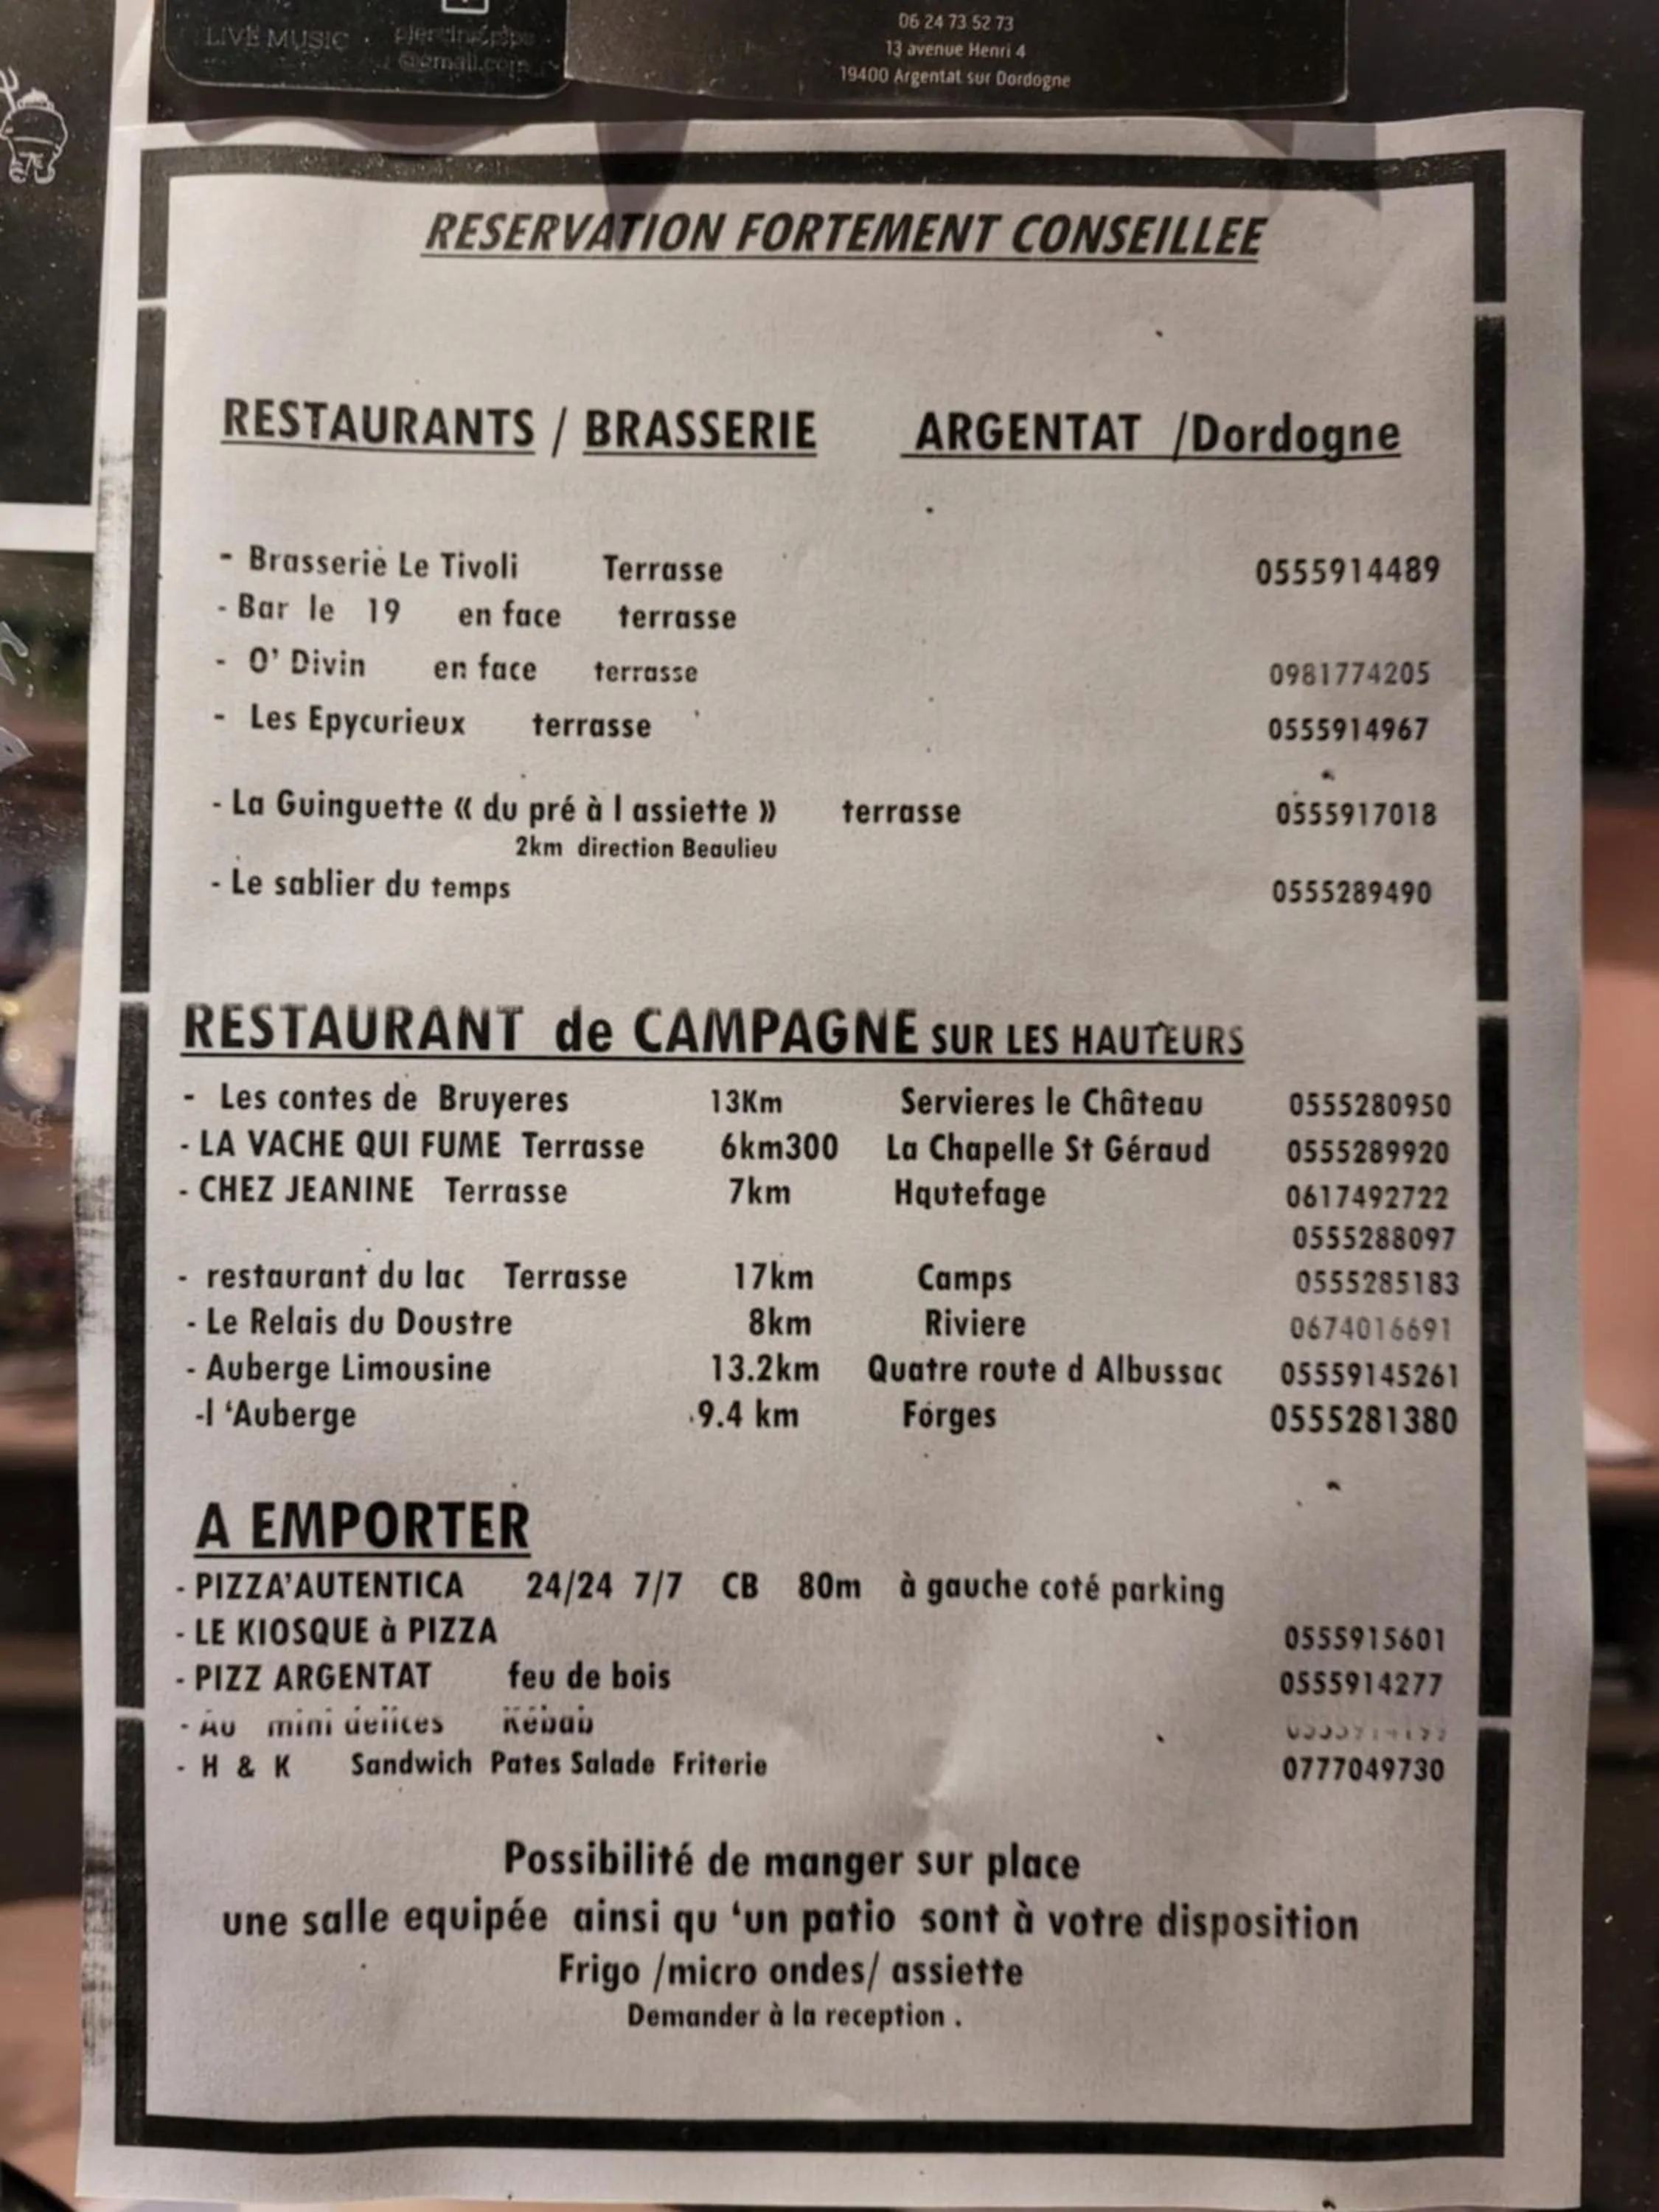 LIVE MUSIC
06 24 73 52 73
13 avenue Henri 4
19400 Argentat sur Dordogne
RESERVATION FORTEMENT CONSEILLEE
RESTAURANTS / BRASSERIE ARGENTAT /Dordogne
- Brasserie Le Tivoli Terrasse 0555914489
- Bar le 19 en face terrasse
- O' Divin en face terrasse 0981774205
- Les Epycurieux terrasse 0555914967
- La Guinguette « du pré à l assiette » terrasse 0555917018
2km direction Beaulieu
- Le sablier du temps 0555289490
RESTAURANT de CAMPAGNE SUR LES HAUTEURS
- Les contes de Bruyeres 13Km Servieres le Château 0555280950
- LA VACHE QUI FUME Terrasse 6km300 La Chapelle St Géraud 0555289920
- CHEZ JEANINE Terrasse 7km Hqutefage 0617492722
0555288097
- restaurant du lac Terrasse 17km Camps 0555285183
- Le Relais du Doustre 8km Riviere 0674016691
- Auberge Limousine 13.2km Quatre route d Albussac 05559145261
-l 'Auberge 9.4 km Forges 0555281380
A EMPORTER
- PIZZA'AUTENTICA 24/24 7/7 CB 80m à gauche coté parking
- LE KIOSQUE à PIZZA 0555915601
- PIZZ ARGENTAT feu de bois 0555914277
- Au mini delices Kebab
- H & K Sandwich Pates Salade Friterie 0777049730
Possibilité de manger sur place
une salle equipée ainsi qu 'un patio sont à votre disposition
Frigo /micro ondes/ assiette
Demander à la reception .